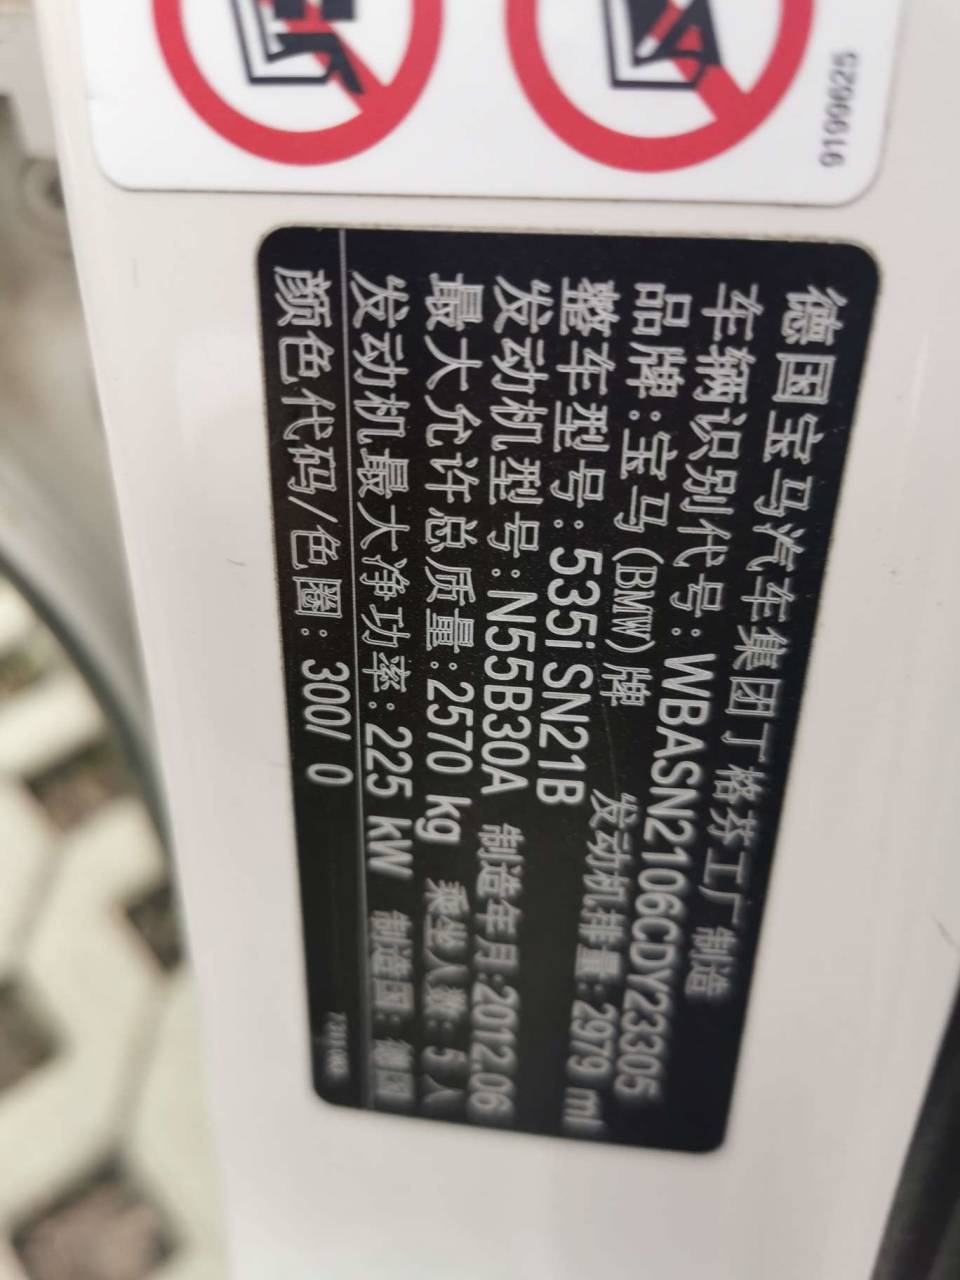 9199625
德国宝马汽车集团丁格芬工厂 制造
车辆识别代号：WBASN2106CDY23305
品牌：宝马(BMW)牌 发动机排量：2979 ml
整车型号：535i SN21B
发动机型号：N55B30A 制造年月：2012.06
最大允许总质量：2570 kg 乘坐人数：5 人
发动机最大净功率：225 kW 制造国：德国
颜色代码/色圈：300/ 0